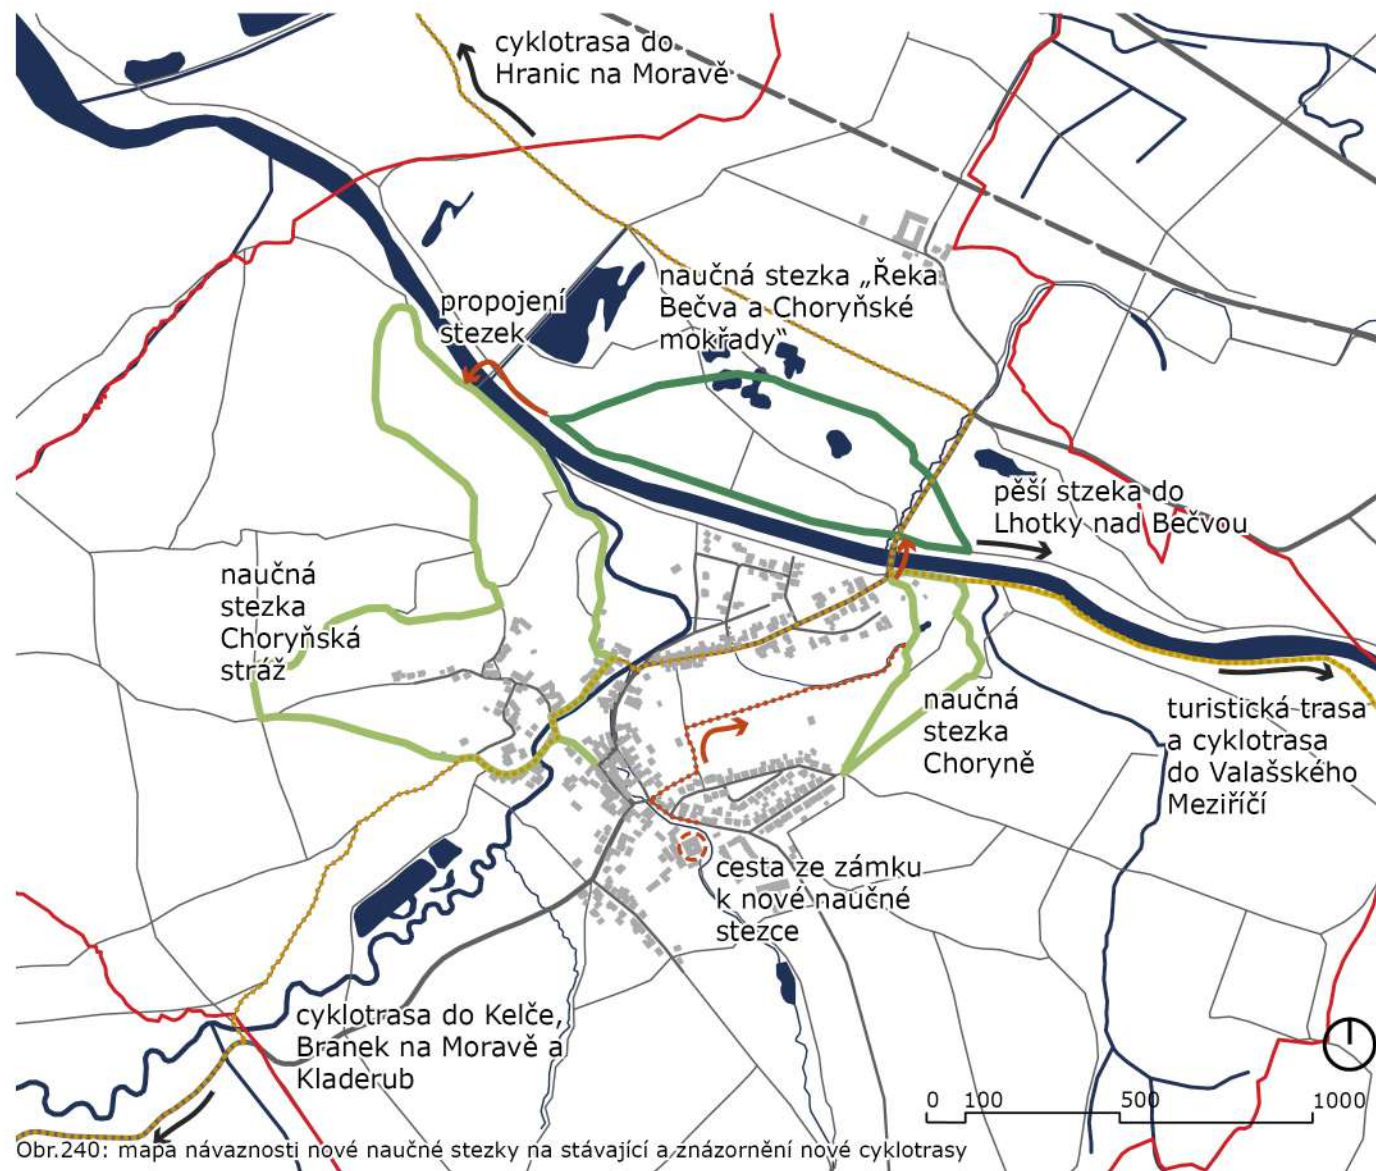 cyklotrasa do
Hranic na Moravě
naučná stezka „Řeka
Bečva a Choryňské
mokřady“
propojení
stezek
pěší stzeka do
Lhotky nad Bečvou
naučná
stezka
Choryňská
stráž
naučná
stezka
Choryně
turistická trasa
a cyklotrasa
do Valašského
Meziříčí
cesta ze zámku
k nové naučné
stezce
cyklotrasa do Kelče,
Bránek na Moravě a
Kladerub
0 100 500 1000
Obr.240: mapa návaznosti nové naučné stezky na stávající a znázornění nové cyklotrasy